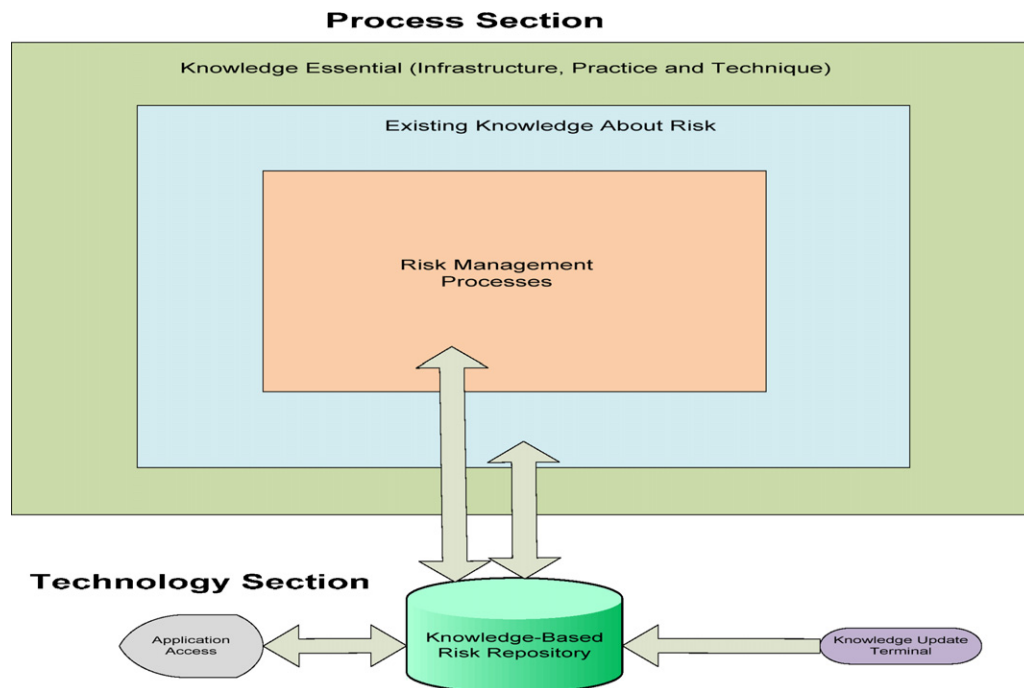 Process Section
Knowledge Essential (Infrastructure, Practice and Technique)
Existing Knowledge About Risk
Risk Management
Processes
Technology Section
Application
Access
Knowledge-Based
Risk Repository
Knowledge Update
Terminal